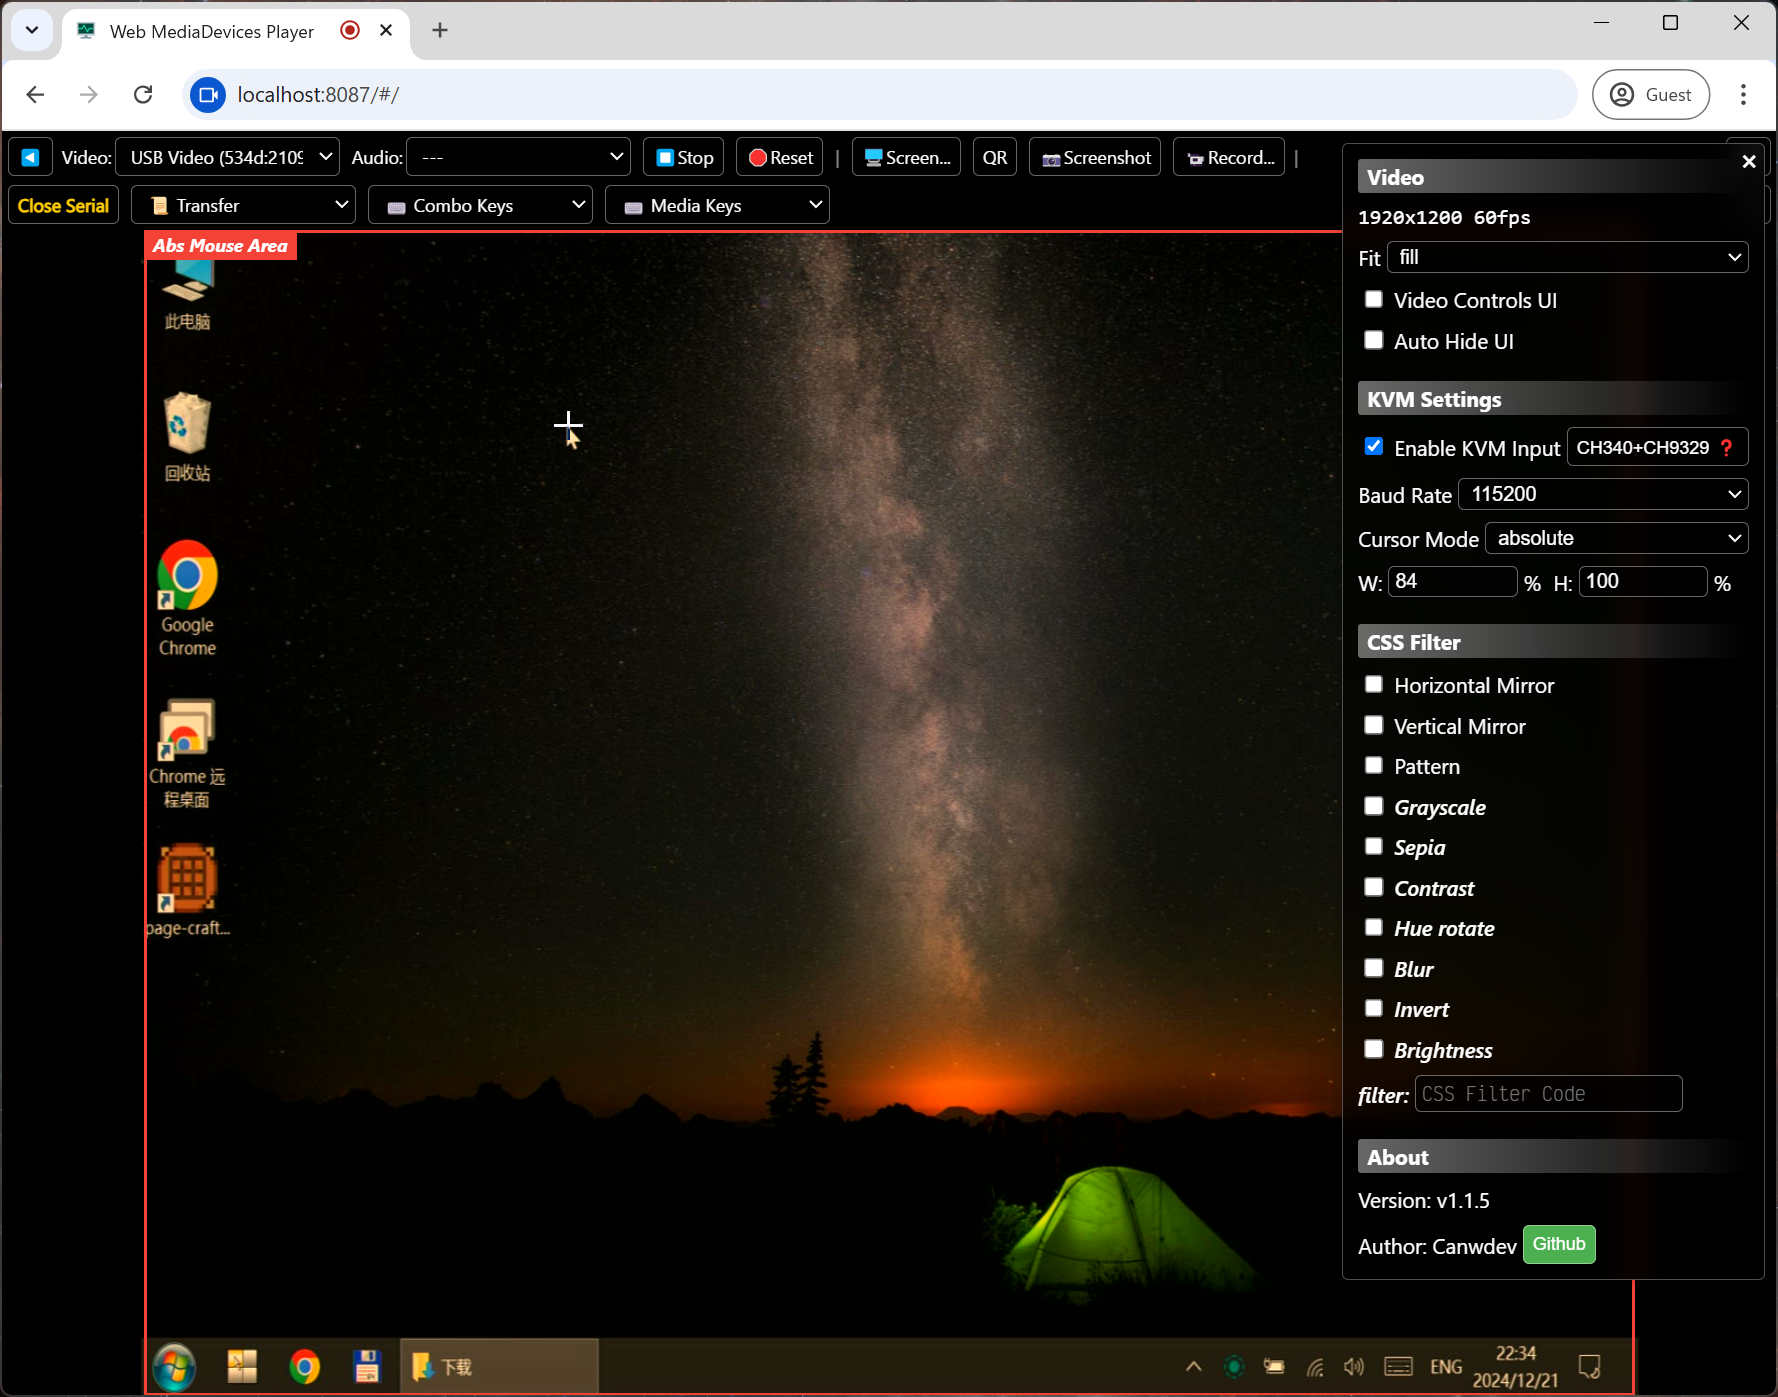 Web MediaDevices Player
localhost:8087/#/
Guest
Video: USB Video (534d:2109 Audio: --- Stop Reset | Screen... QR Screenshot Record... |
Close Serial Transfer Combo Keys Media Keys
Abs Mouse Area
此电脑
回收站
Google
Chrome
Chrome 远
程桌面
page-craft...
Video
1920x1200 60fps
Fit fill
Video Controls UI
Auto Hide UI
KVM Settings
Enable KVM Input CH340+CH9329 ?
Baud Rate 115200
Cursor Mode absolute
W: 84 % H: 100 %
CSS Filter
Horizontal Mirror
Vertical Mirror
Pattern
Grayscale
Sepia
Contrast
Hue rotate
Blur
Invert
Brightness
filter: CSS Filter Code
About
Version: v1.1.5
Author: Canwdev Github
下载
ENG
22:34
2024/12/21